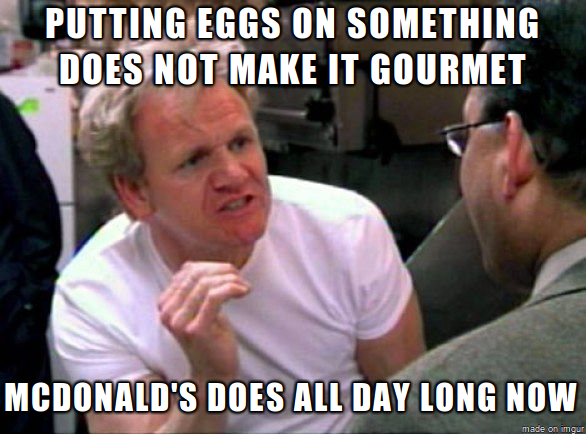 PUTTING EGGS ON SOMETHING
DOES NOT MAKE IT GOURMET
MCDONALD'S DOES ALL DAY LONG NOW
made on imgur